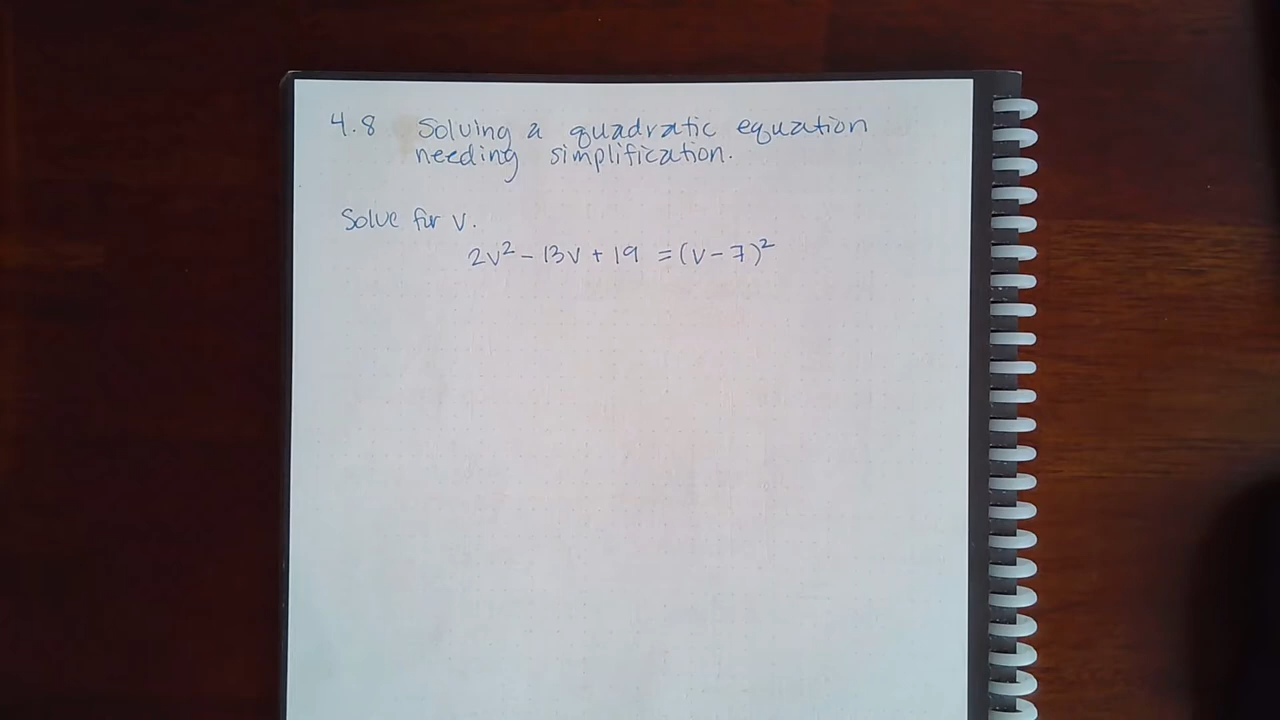 4.8 Solving a quadratic equation
needing simplification.
Solve for v.
2v² - 13v + 19 = (v - 7)²